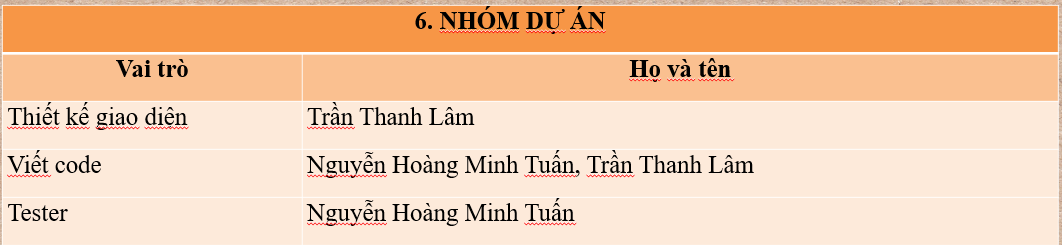 6. NHÓM DỰ ÁN
Vai trò Họ và tên
Thiết kế giao diện Trần Thanh Lâm
Viết code Nguyễn Hoàng Minh Tuấn, Trần Thanh Lâm
Tester Nguyễn Hoàng Minh Tuấn